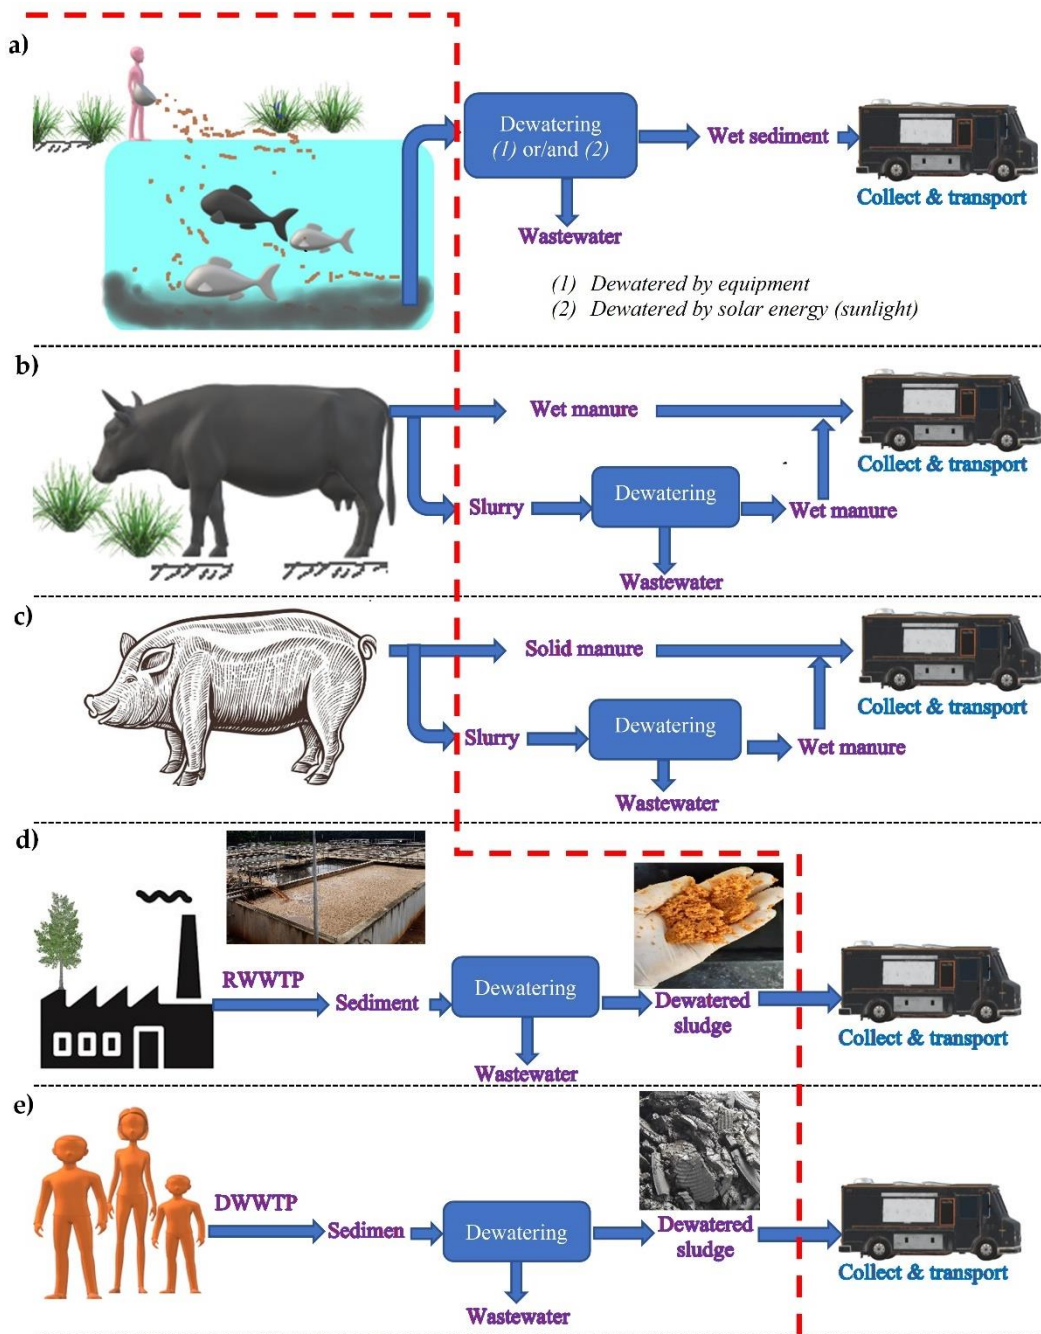 a)
Dewatering
(1) or/and (2)
Wet sediment
Collect & transport
Wastewater
(1) Dewatered by equipment
(2) Dewatered by solar energy (sunlight)
b)
Wet manure
Collect & transport
Slurry
Dewatering
Wet manure
Wastewater
c)
Solid manure
Collect & transport
Slurry
Dewatering
Wet manure
Wastewater
d)
RWWTP
Sediment
Dewatering
Dewatered
sludge
Collect & transport
Wastewater
e)
DWWTP
Sedimen
Dewatering
Dewatered
sludge
Collect & transport
Wastewater